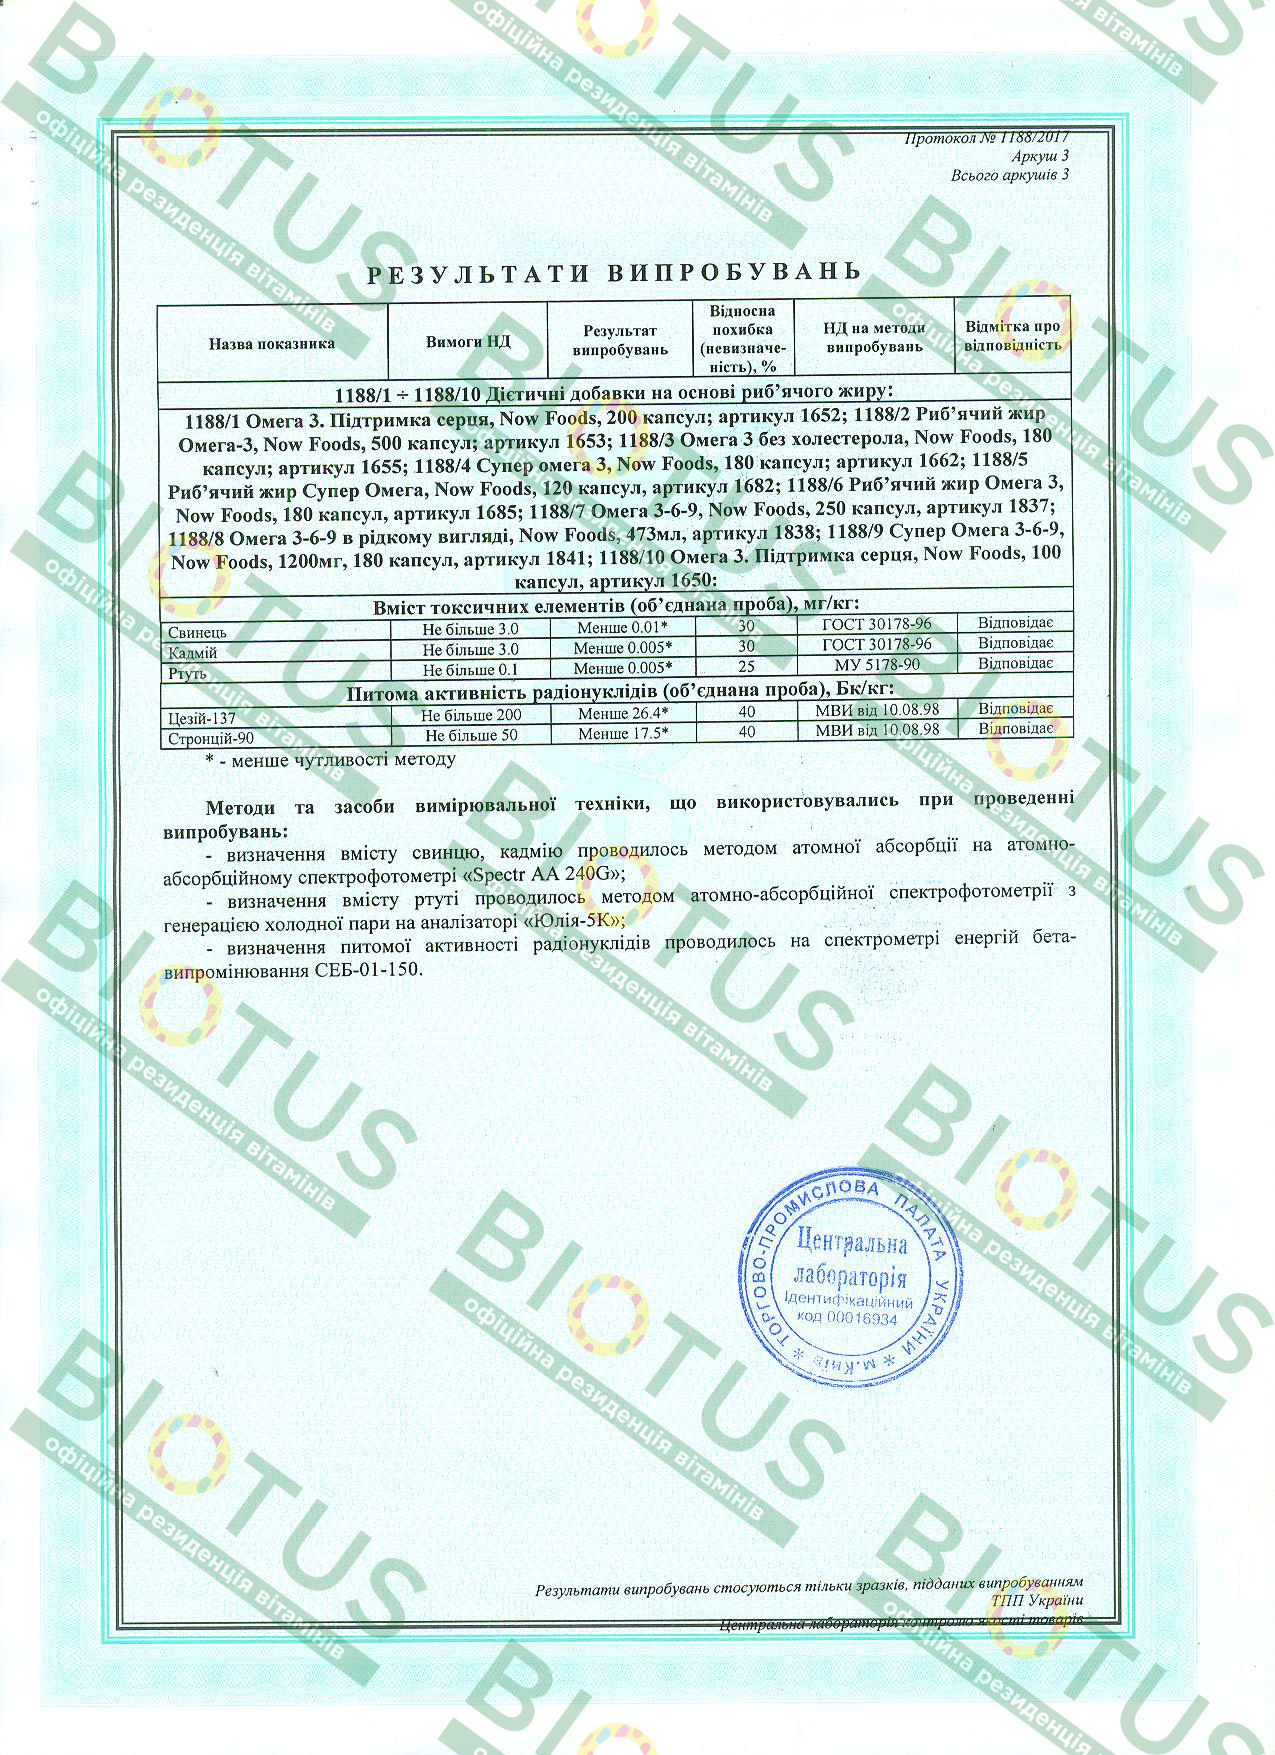 Протокол № 1188/2017
Аркуш 3
Всього аркушів 3
РЕЗУЛЬТАТИ ВИПРОБУВАНЬ
Назва показника | Вимоги НД | Результат випробувань | Відносна похибка (невизначе-ність), % | НД на методи випробувань | Відмітка про відповідність
1188/1 ÷ 1188/10 Дієтичні добавки на основі риб’ячого жиру:
1188/1 Омега 3. Підтримка серця, Now Foods, 200 капсул; артикул 1652; 1188/2 Риб’ячий жир
Омега-3, Now Foods, 500 капсул; артикул 1653; 1188/3 Омега 3 без холестерола, Now Foods, 180
капсул; артикул 1655; 1188/4 Супер омега 3, Now Foods, 180 капсул; артикул 1662; 1188/5
Риб’ячий жир Супер Омега, Now Foods, 120 капсул, артикул 1682; 1188/6 Риб’ячий жир Омега 3,
Now Foods, 180 капсул, артикул 1685; 1188/7 Омега 3-6-9, Now Foods, 250 капсул, артикул 1837;
1188/8 Омега 3-6-9 в рідкому вигляді, Now Foods, 473мл, артикул 1838; 1188/9 Супер Омега 3-6-9,
Now Foods, 1200мг, 180 капсул, артикул 1841; 1188/10 Омега 3. Підтримка серця, Now Foods, 100
капсул, артикул 1650:
Вміст токсичних елементів (об’єднана проба), мг/кг:
Свинець | Не більше 3.0 | Менше 0.01* | 30 | ГОСТ 30178-96 | Відповідає
Кадмій | Не більше 3.0 | Менше 0.005* | 30 | ГОСТ 30178-96 | Відповідає
Ртуть | Не більше 0.1 | Менше 0.005* | 25 | МУ 5178-90 | Відповідає
Питома активність радіонуклідів (об’єднана проба), Бк/кг:
Цезій-137 | Не більше 200 | Менше 26.4* | 40 | МВИ від 10.08.98 | Відповідає
Стронцій-90 | Не більше 50 | Менше 17.5* | 40 | МВИ від 10.08.98 | Відповідає
* - менше чутливості методу
Методи та засоби вимірювальної техніки, що використовувались при проведенні
випробувань:
- визначення вмісту свинцю, кадмію проводилось методом атомної абсорбції на атомно-
абсорбційному спектрофотометрі «Spectr AA 240G»;
- визначення вмісту ртуті проводилось методом атомно-абсорбційної спектрофотометрії з
генерацією холодної пари на аналізаторі «Юлія-5К»;
- визначення питомої активності радіонуклідів проводилось на спектрометрі енергій бета-
випромінювання СЕБ-01-150.
ТОРГОВО-ПРОМИСЛОВА ПАЛАТА УКРАЇНИ * м.Київ *
Центральна
лабораторія
Ідентифікаційний
код 00016934
Результати випробувань стосуються тільки зразків, підданих випробуванням
ТПП України
Центральна лабораторія контролю якості товарів
BIOTUS
офіційна резиденція вітамінів